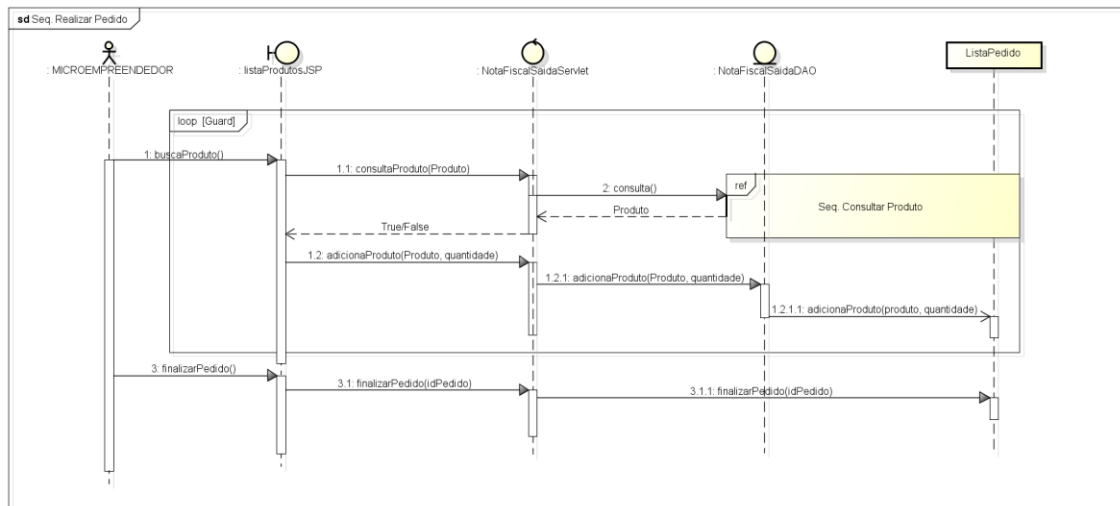 sd Seq. Realizar Pedido
: MICROEMPREENDEDOR
: listaProdutosJSP
: NotaFiscalSaidaServlet
: NotaFiscalSaidaDAO
ListaPedido
loop [Guard]
1: buscaProduto()
1.1: consultaProduto(Produto)
2: consulta()
ref
Seq. Consultar Produto
Produto
True/False
1.2: adicionaProduto(Produto, quantidade)
1.2.1: adicionaProduto(Produto, quantidade)
1.2.1.1: adicionaProduto(produto, quantidade)
3: finalizarPedido()
3.1: finalizarPedido(idPedido)
3.1.1: finalizarPedido(idPedido)